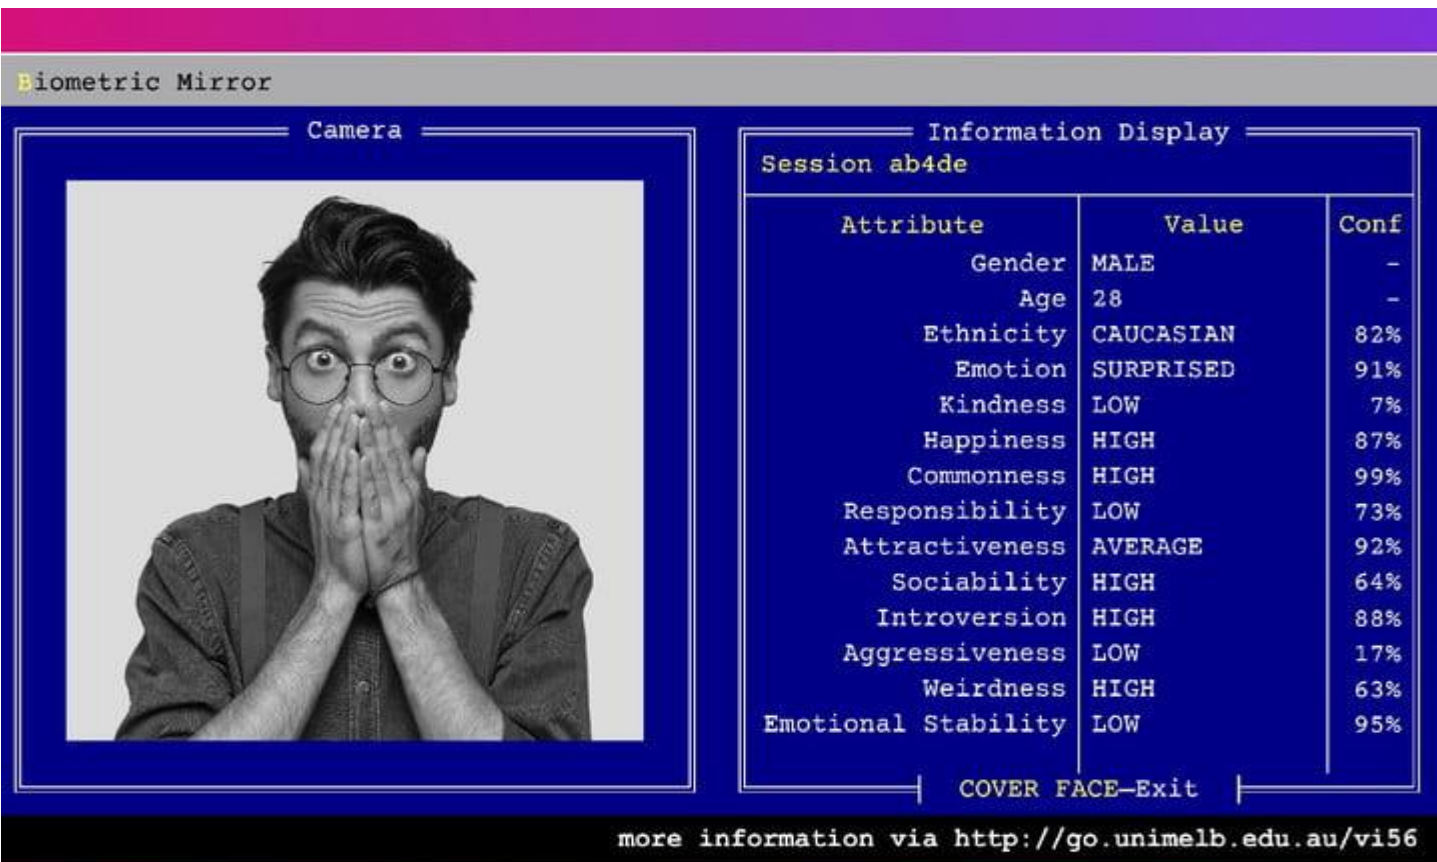 Biometric Mirror
Camera
Information Display
Session ab4de
Attribute Value Conf
Gender MALE –
Age 28 –
Ethnicity CAUCASIAN 82%
Emotion SURPRISED 91%
Kindness LOW 7%
Happiness HIGH 87%
Commonness HIGH 99%
Responsibility LOW 73%
Attractiveness AVERAGE 92%
Sociability HIGH 64%
Introversion HIGH 88%
Aggressiveness LOW 17%
Weirdness HIGH 63%
Emotional Stability LOW 95%
COVER FACE–Exit
more information via http://go.unimelb.edu.au/vi56